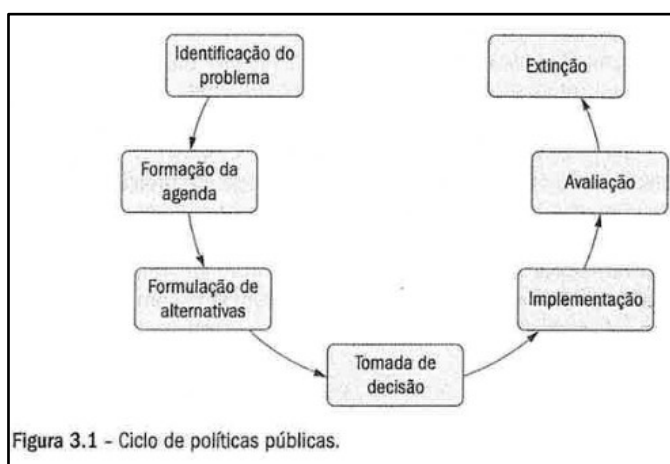 Identificação do
problema
Formação da
agenda
Formulação de
alternativas
Tomada de
decisão
Implementação
Avaliação
Extinção
Figura 3.1 – Ciclo de políticas públicas.